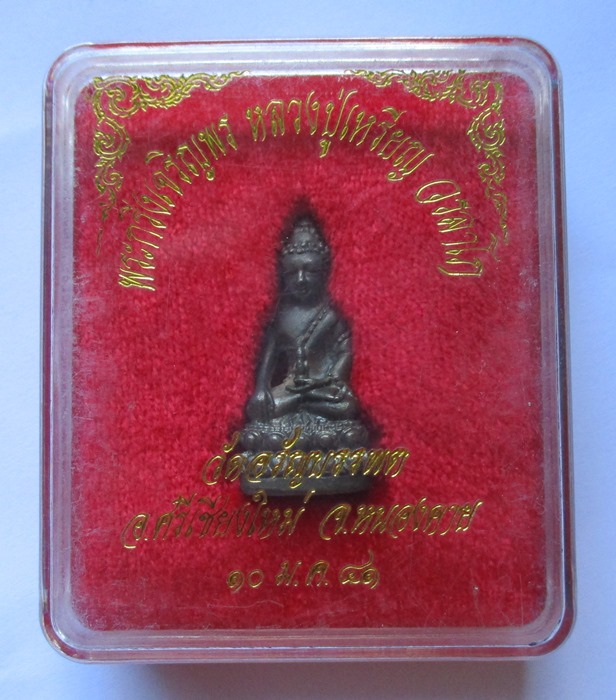 พระกริ่งเจริญพร หลวงปู่เหรียญ วรลาโภ
วัดอรัญบรรพต
อ.ศรีเชียงใหม่ จ.หนองคาย
๑๐ ม.ค. ๔๑